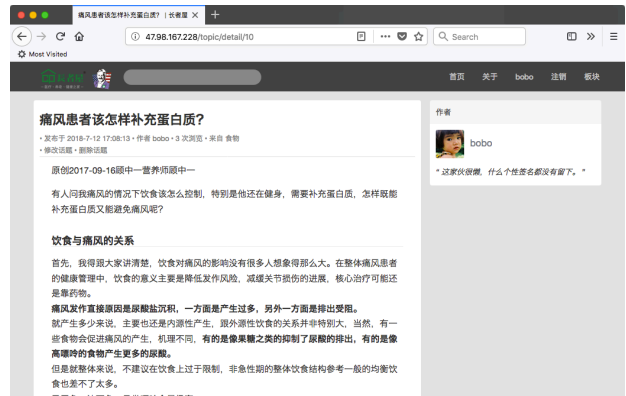 痛风患者该怎样补充蛋白质? | 长者屋
47.98.167.228/topic/detail/10
Search
Most Visited
首页 关于 bobo 注销 板块
痛风患者该怎样补充蛋白质?
• 发布于 2018-7-12 17:08:13 • 作者 bobo • 3 次浏览 • 来自 食物
• 修改话题 • 删除话题
原创2017-09-16顾中一营养师顾中一
有人问我痛风的情况下饮食该怎么控制，特别是他还在健身，需要补充蛋白质，怎样既能
补充蛋白质又能避免痛风呢?
饮食与痛风的关系
首先，我得跟大家讲清楚，饮食对痛风的影响没有很多人想象得那么大。在整体痛风患者
的健康管理中，饮食的意义主要是降低发作风险，减缓关节损伤的进展，核心治疗可能还
是靠药物。
痛风发作直接原因是尿酸盐沉积，一方面是产生过多，另外一方面是排出受阻。
就产生多少来说，主要也还是内源性产生，跟外源性饮食的关系并非特别大，当然，有一
些食物会促进痛风的产生，机理不同，有的是像果糖之类的抑制了尿酸的排出，有的是像
高嘌呤的食物产生更多的尿酸。
但是就整体来说，不建议在饮食上过于限制，非急性期的整体饮食结构参考一般的均衡饮
食也差不了太多。
作者
bobo
" 这家伙很懒，什么个性签名都没有留下。 "